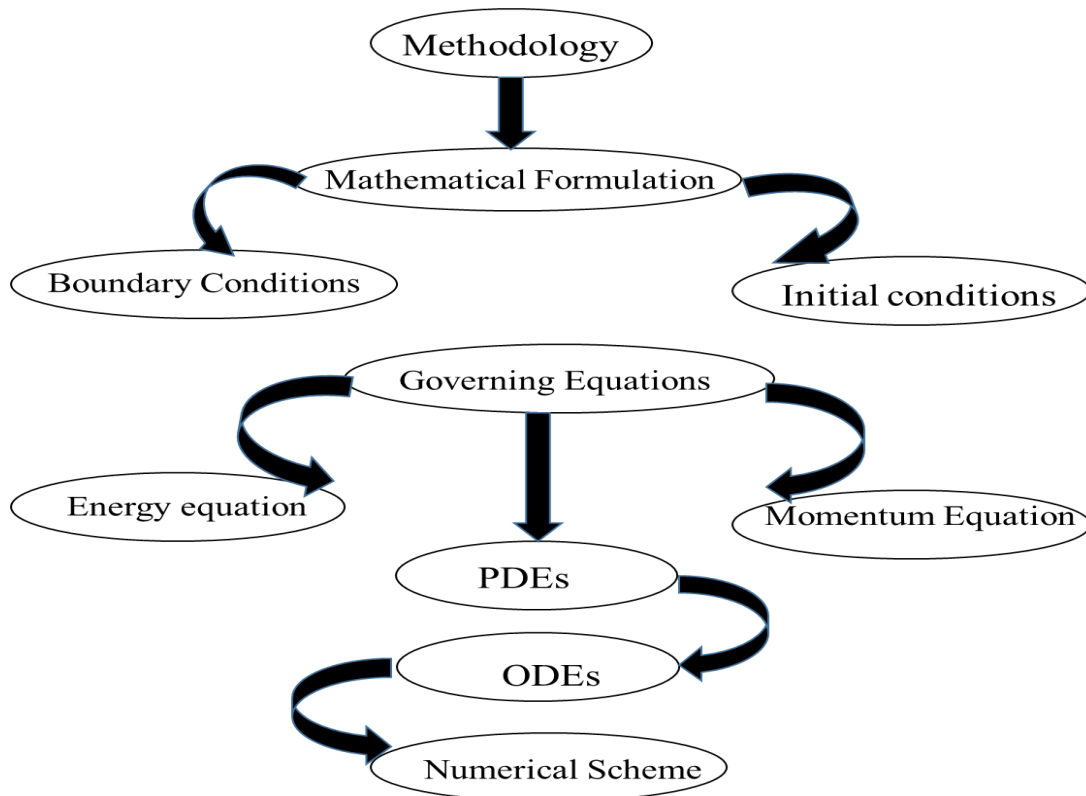 Methodology
Mathematical Formulation
Boundary Conditions
Initial conditions
Governing Equations
Energy equation
Momentum Equation
PDEs
ODEs
Numerical Scheme